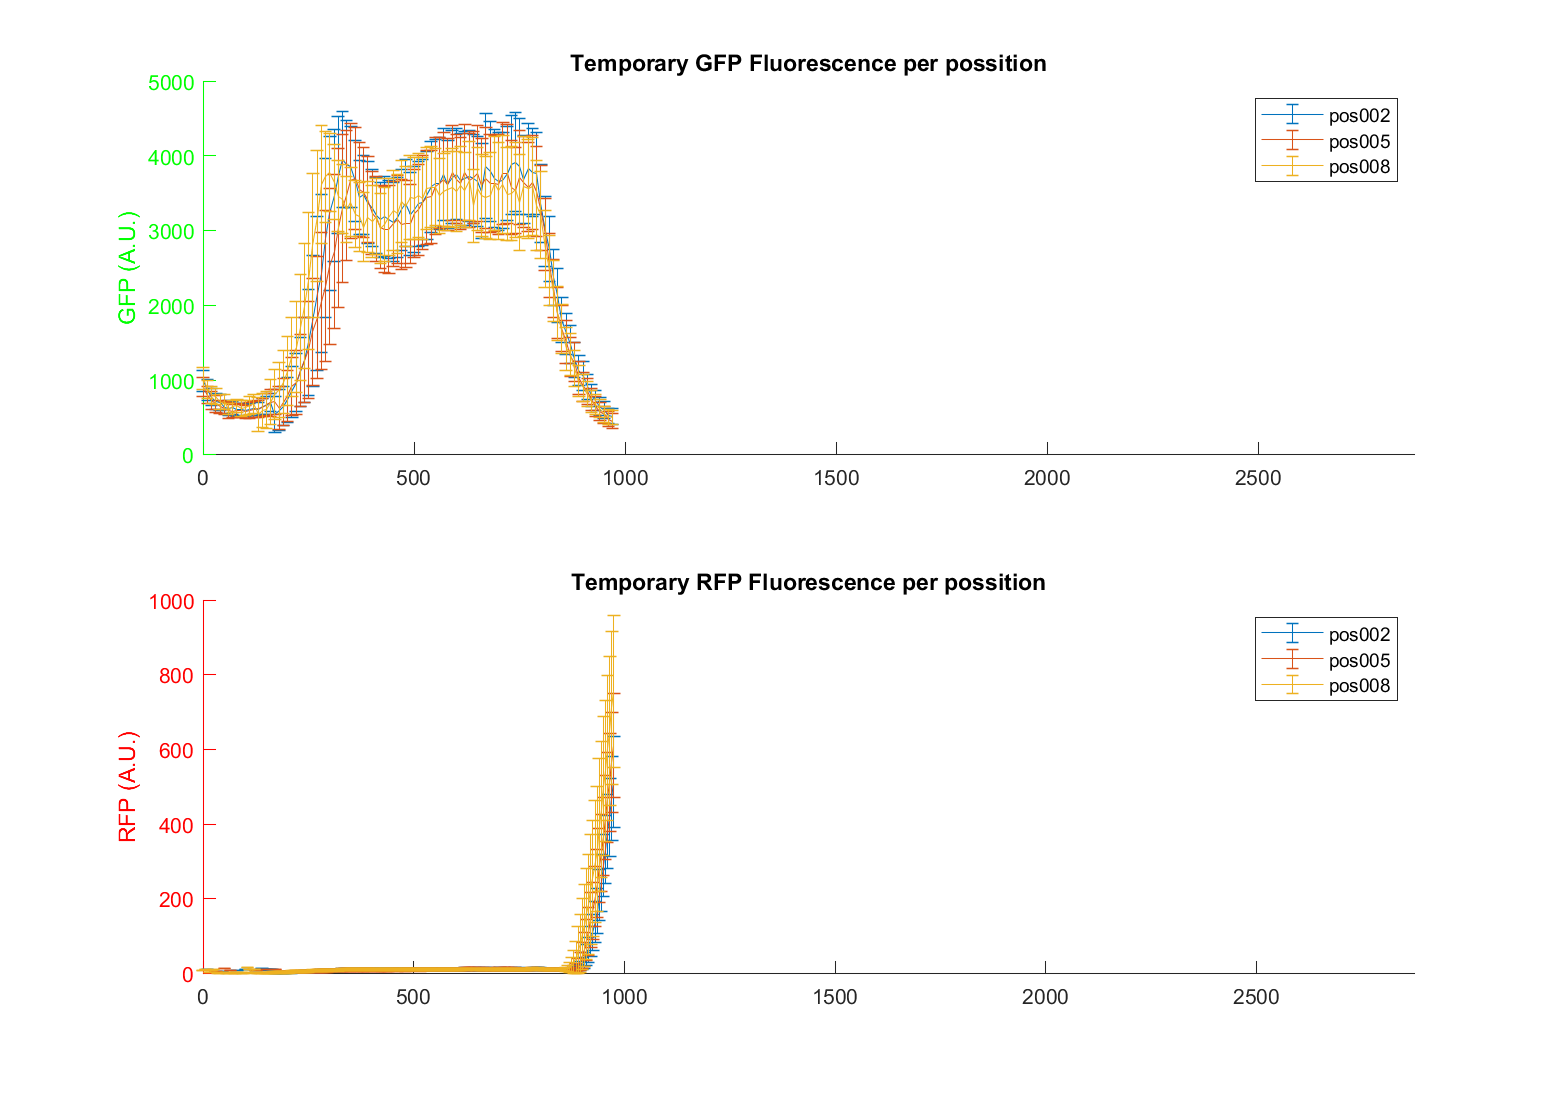 Temporary GFP Fluorescence per possition
5000
4000
3000
2000
1000
0
GFP (A.U.)
0 500 1000 1500 2000 2500
pos002
pos005
pos008
Temporary RFP Fluorescence per possition
1000
800
600
400
200
0
RFP (A.U.)
0 500 1000 1500 2000 2500
pos002
pos005
pos008